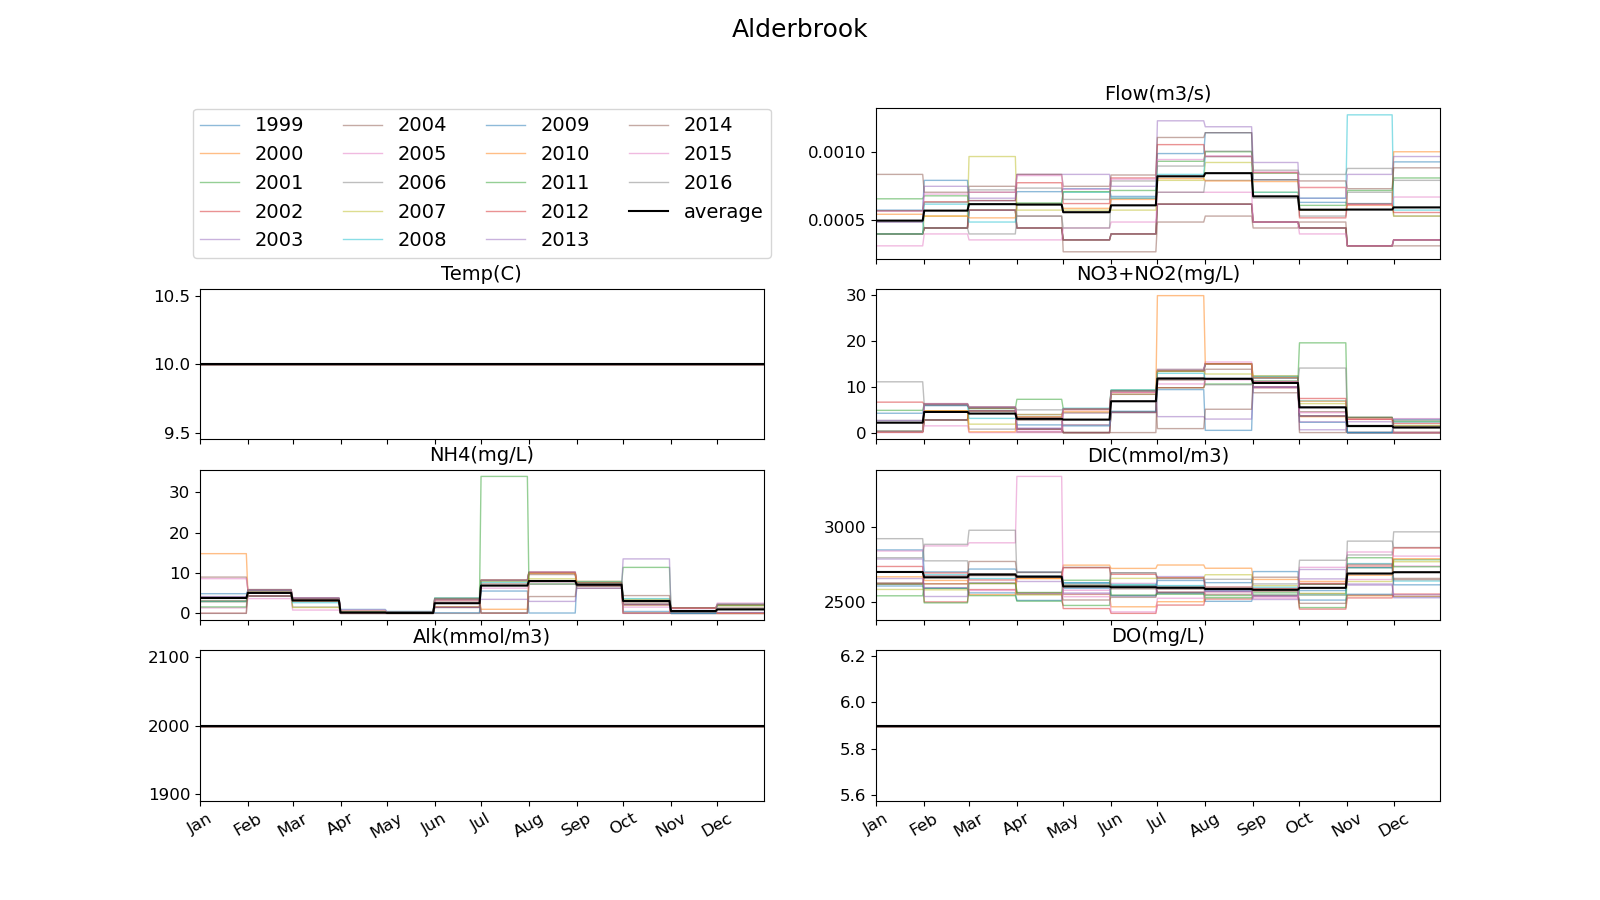 Alderbrook
1999 2004 2009 2014
2000 2005 2010 2015
2001 2006 2011 2016
2002 2007 2012 average
2003 2008 2013
Flow(m3/s)
0.0010
0.0005
Temp(C)
10.5
10.0
9.5
NO3+NO2(mg/L)
30
20
10
0
NH4(mg/L)
30
20
10
0
DIC(mmol/m3)
3000
2500
Alk(mmol/m3)
2100
2000
1900
Jan Feb Mar Apr May Jun Jul Aug Sep Oct Nov Dec
DO(mg/L)
6.2
6.0
5.8
5.6
Jan Feb Mar Apr May Jun Jul Aug Sep Oct Nov Dec